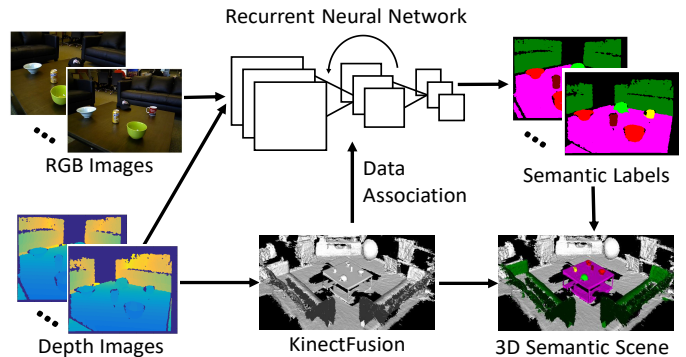 Recurrent Neural Network
RGB Images
Data
Association
Semantic Labels
Depth Images
KinectFusion
3D Semantic Scene